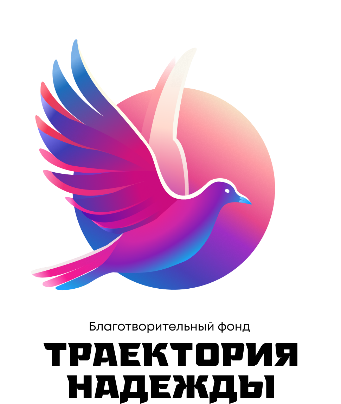 Благотворительный фонд
ТРАЕКТОРИЯ
НАДЕЖДЫ